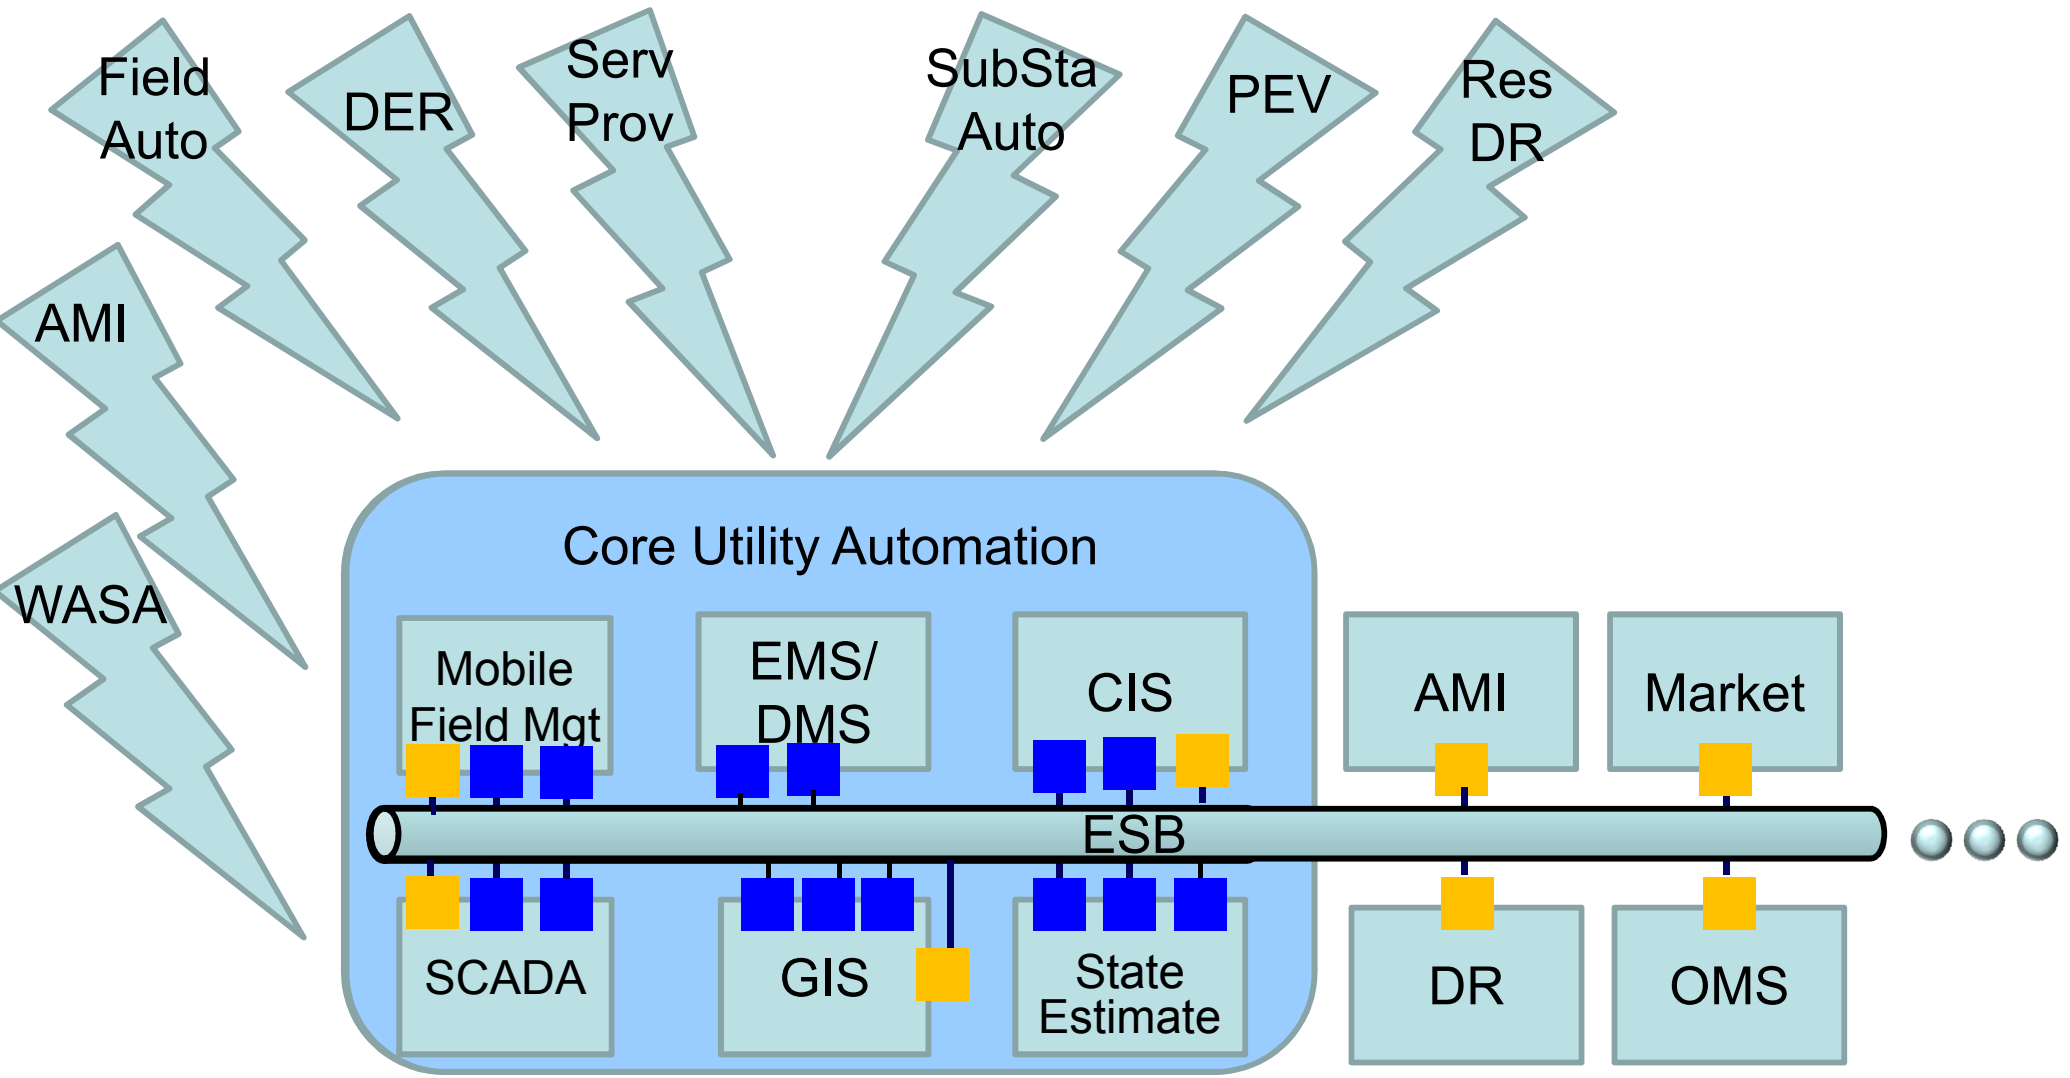 Field
Auto
DER
Serv
Prov
SubSta
Auto
PEV
Res
DR
AMI
WASA
Core Utility Automation
Mobile
Field Mgt
EMS/
DMS
CIS
AMI
Market
ESB
SCADA
GIS
State
Estimate
DR
OMS